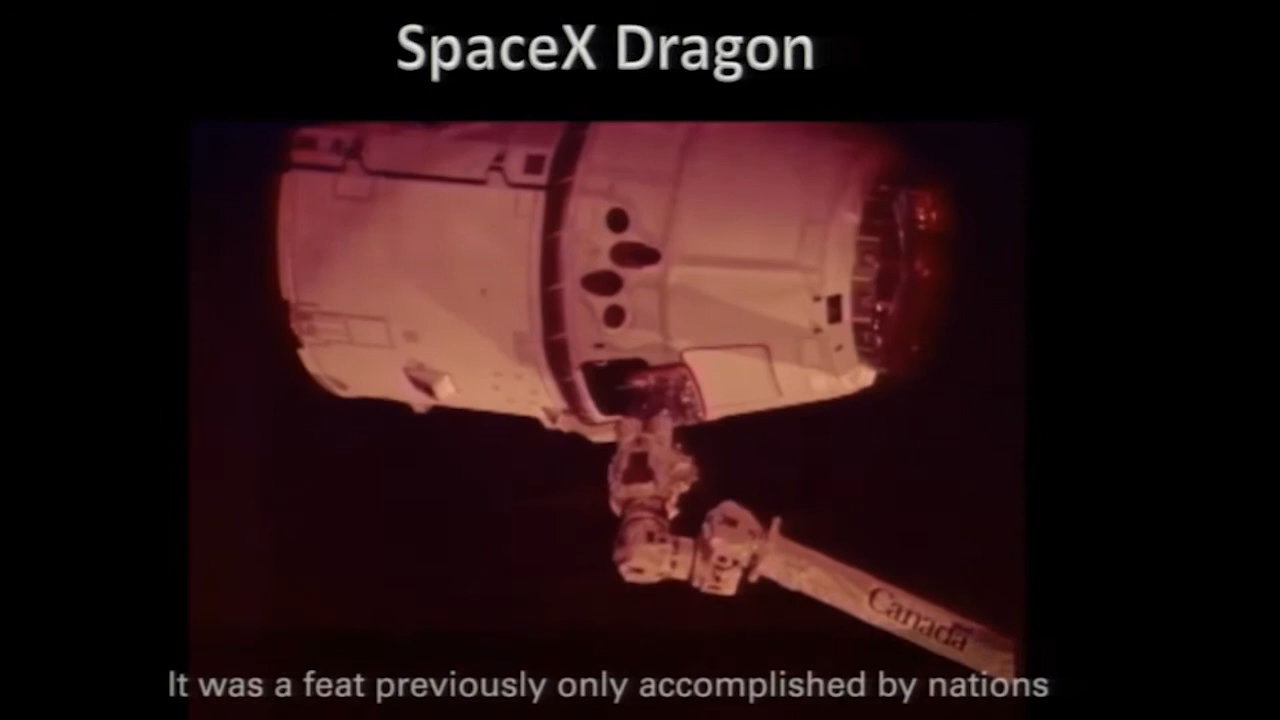 SpaceX Dragon
Canada
It was a feat previously only accomplished by nations